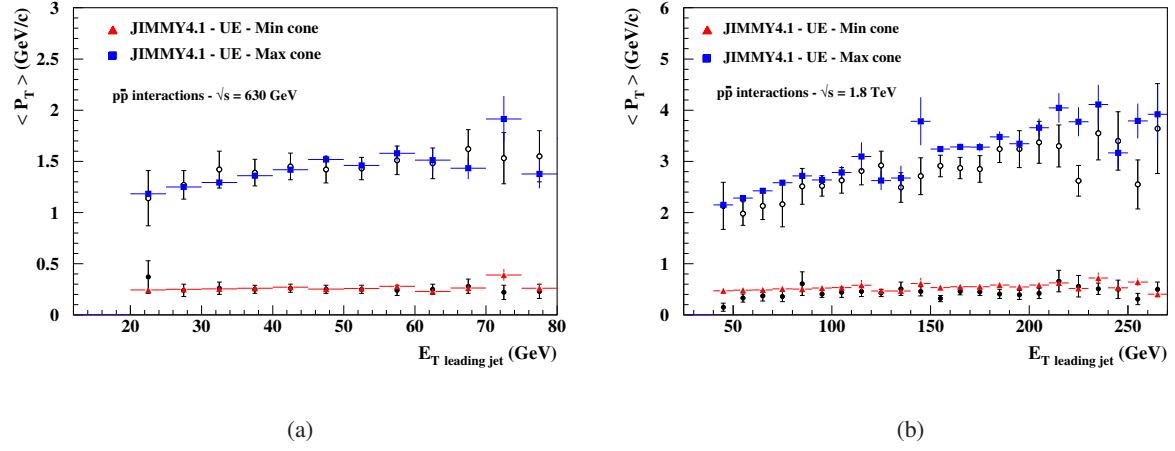 < P_T > (GeV/c)
3
2.5
2
1.5
1
0.5
0
JIMMY4.1 - UE - Min cone
JIMMY4.1 - UE - Max cone
pp̄ interactions - √s = 630 GeV
20 30 40 50 60 70 80
E_T leading jet (GeV)
(a)
< P_T > (GeV/c)
6
5
4
3
2
1
0
JIMMY4.1 - UE - Min cone
JIMMY4.1 - UE - Max cone
pp̄ interactions - √s = 1.8 TeV
50 100 150 200 250
E_T leading jet (GeV)
(b)